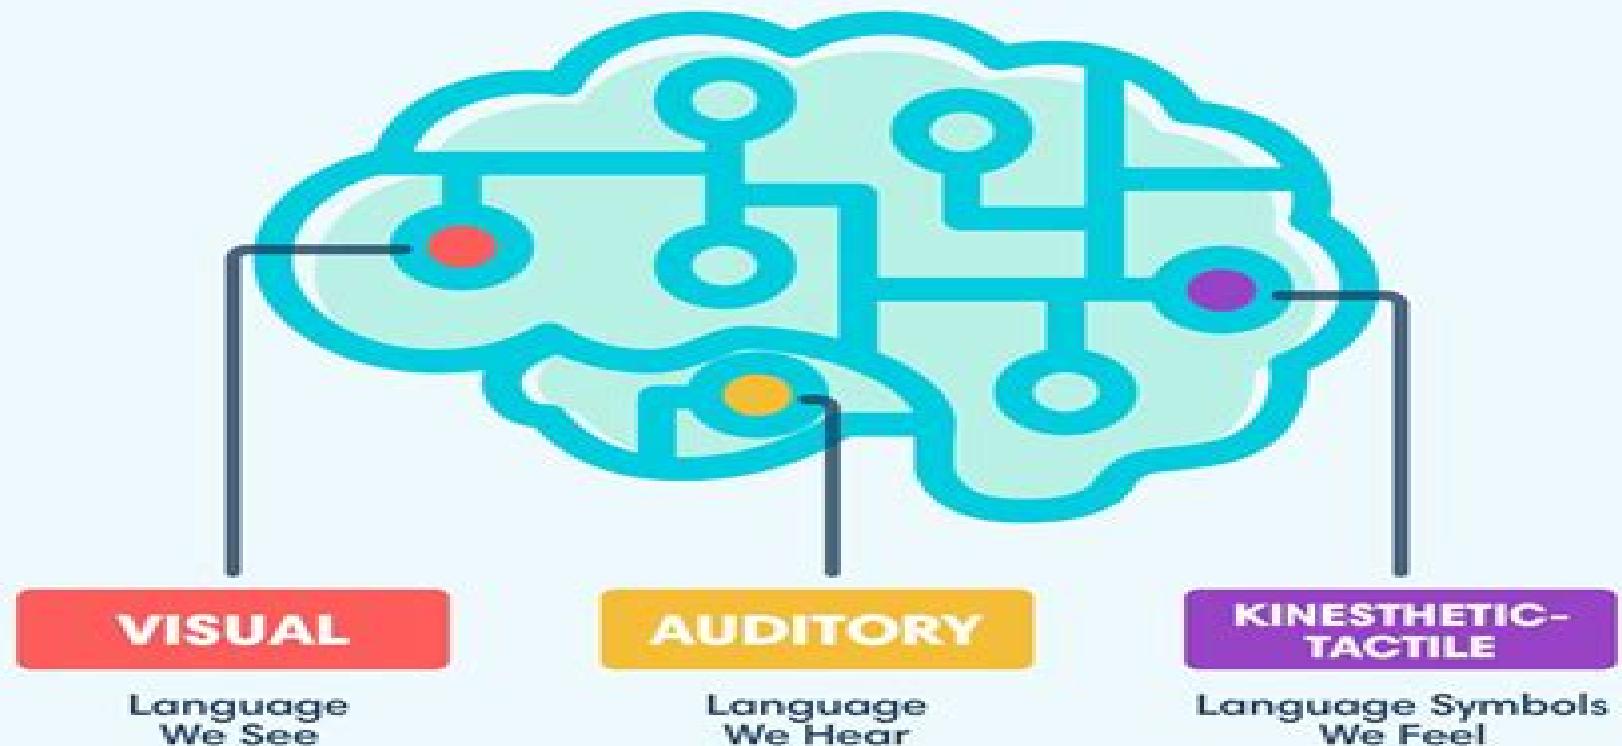 VISUAL
Language
We See
AUDITORY
Language
We Hear
KINESTHETIC-
TACTILE
Language Symbols
We Feel